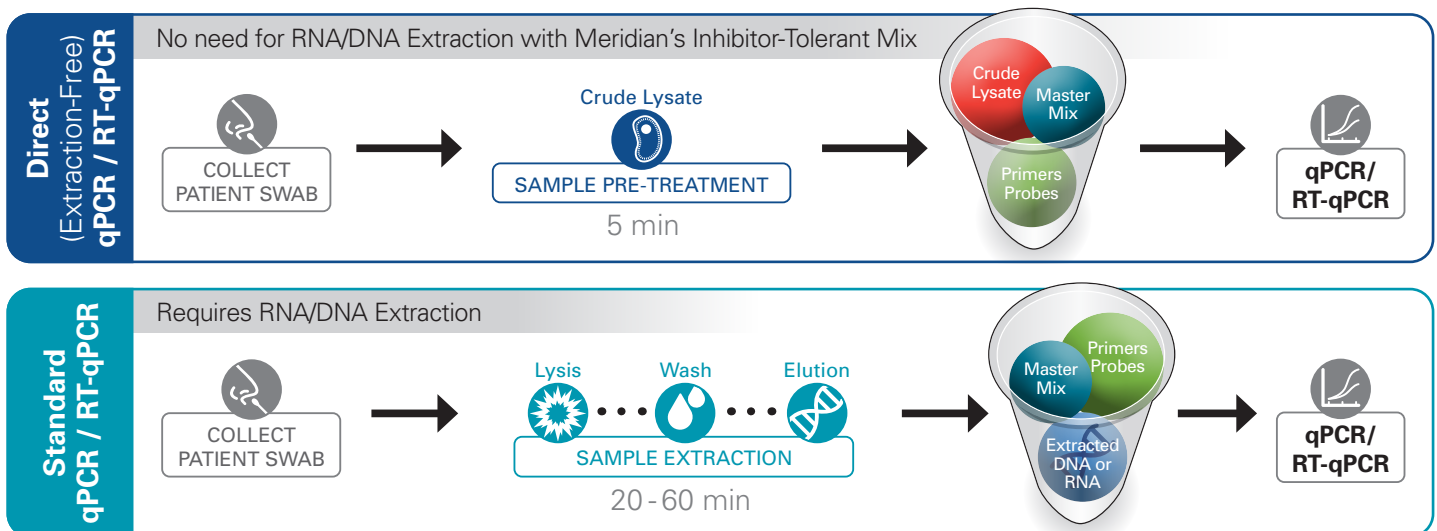 Direct
(Extraction-Free)
qPCR / RT-qPCR
No need for RNA/DNA Extraction with Meridian's Inhibitor-Tolerant Mix
COLLECT
PATIENT SWAB
Crude Lysate
SAMPLE PRE-TREATMENT
5 min
Crude
Lysate
Master
Mix
Primers
Probes
qPCR/
RT-qPCR
Standard
qPCR / RT-qPCR
Requires RNA/DNA Extraction
COLLECT
PATIENT SWAB
Lysis
Wash
Elution
SAMPLE EXTRACTION
20-60 min
Primers
Probes
Master
Mix
Extracted
DNA or
RNA
qPCR/
RT-qPCR